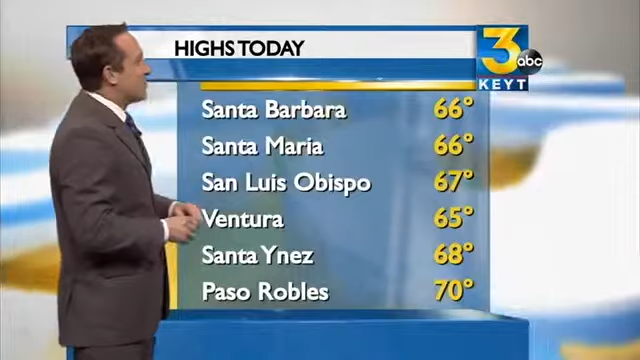 HIGHS TODAY
3 abc
KEYT
Santa Barbara 66°
Santa Maria 66°
San Luis Obispo 67°
Ventura 65°
Santa Ynez 68°
Paso Robles 70°